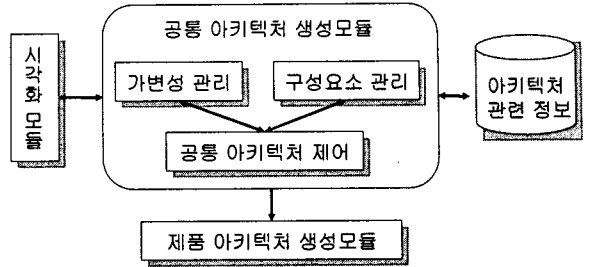 공통 아키텍처 생성모듈
시각화 모듈
가변성 관리
구성요소 관리
아키텍처
관련 정보
공통 아키텍처 제어
제품 아키텍처 생성모듈